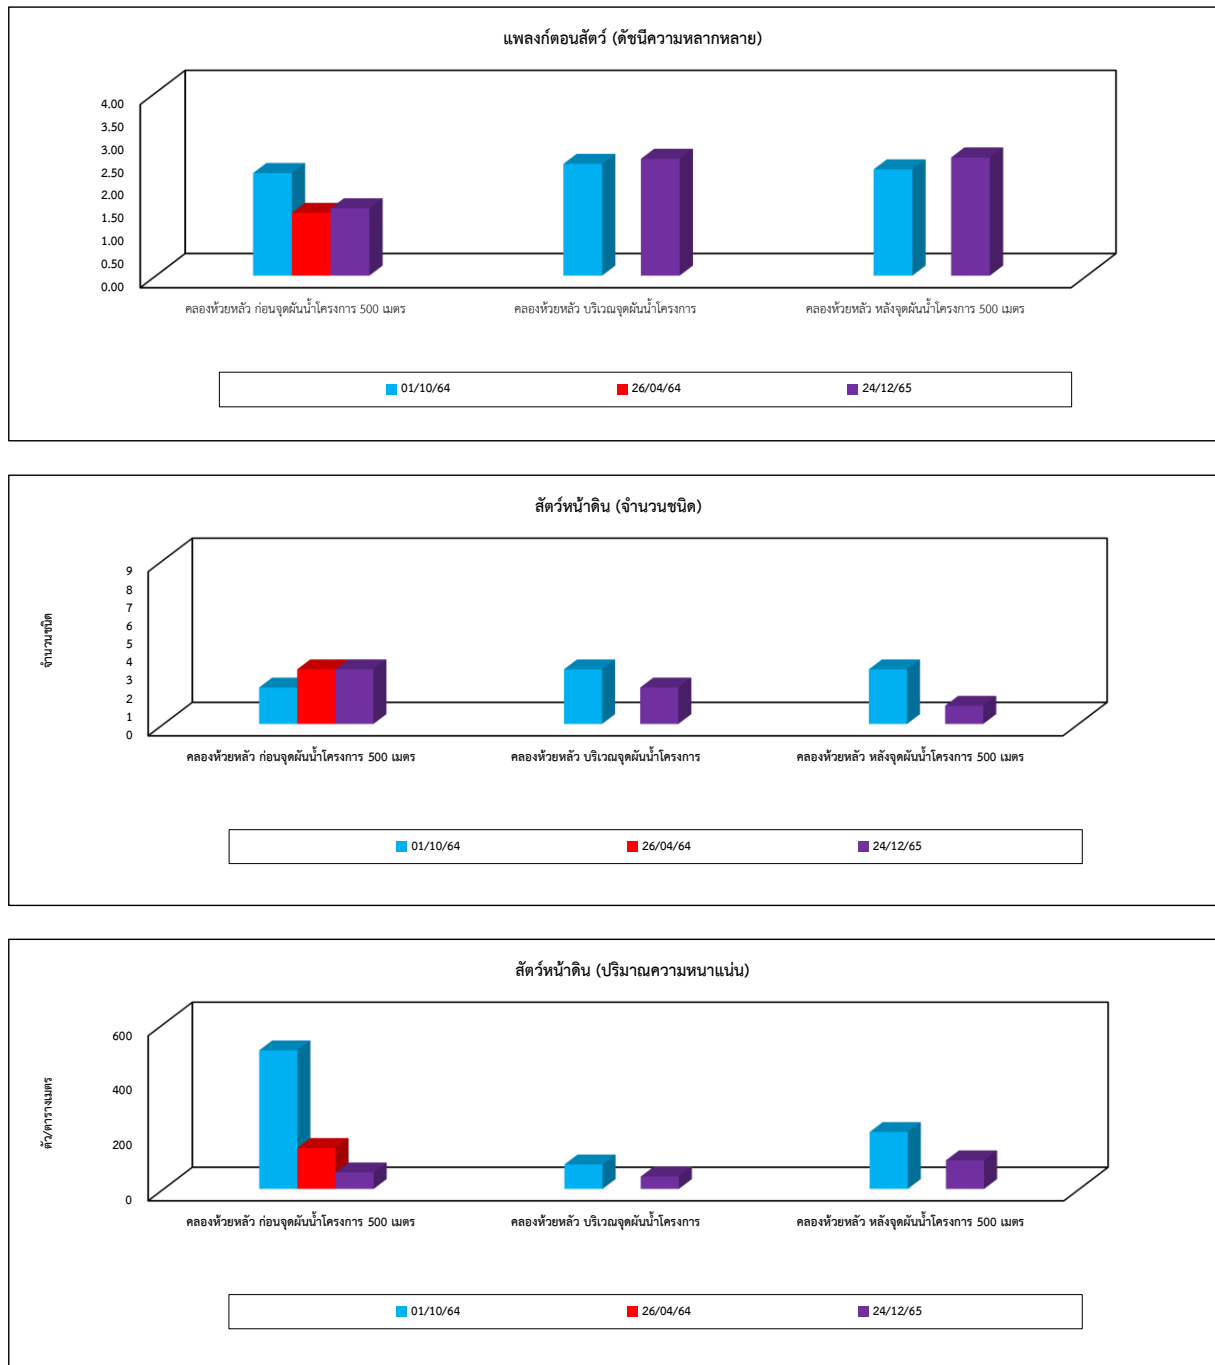 แพลงก์ตอนสัตว์ (ดัชนีความหลากหลาย)
4.00
3.50
3.00
2.50
2.00
1.50
1.00
0.50
0.00
คลองห้วยหลัว ก่อนจุดผันน้ำโครงการ 500 เมตร
คลองห้วยหลัว บริเวณจุดผันน้ำโครงการ
คลองห้วยหลัว หลังจุดผันน้ำโครงการ 500 เมตร
01/10/64 26/04/64 24/12/65
สัตว์หน้าดิน (จำนวนชนิด)
จำนวนชนิด
9
8
7
6
5
4
3
2
1
0
คลองห้วยหลัว ก่อนจุดผันน้ำโครงการ 500 เมตร
คลองห้วยหลัว บริเวณจุดผันน้ำโครงการ
คลองห้วยหลัว หลังจุดผันน้ำโครงการ 500 เมตร
01/10/64 26/04/64 24/12/65
สัตว์หน้าดิน (ปริมาณความหนาแน่น)
ตัว/ตารางเมตร
600
400
200
0
คลองห้วยหลัว ก่อนจุดผันน้ำโครงการ 500 เมตร
คลองห้วยหลัว บริเวณจุดผันน้ำโครงการ
คลองห้วยหลัว หลังจุดผันน้ำโครงการ 500 เมตร
01/10/64 26/04/64 24/12/65